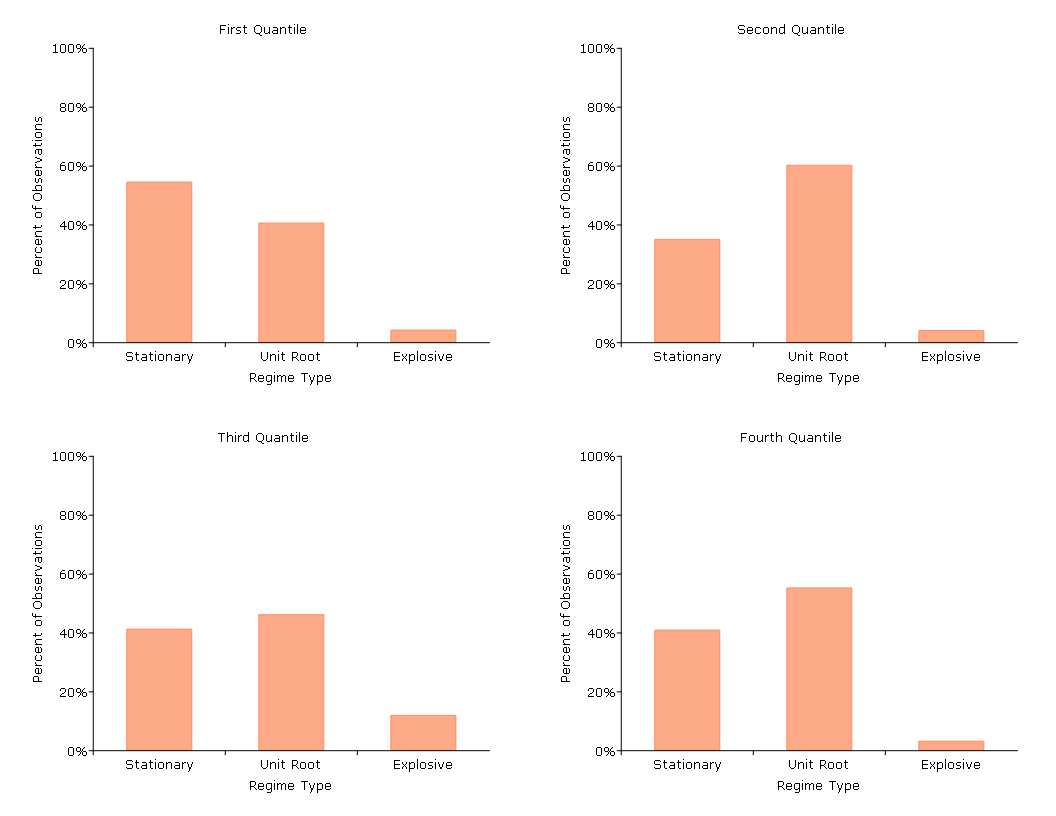 First Quantile
100%
80%
60%
40%
20%
0%
Percent of Observations
Stationary Unit Root Explosive
Regime Type
Second Quantile
100%
80%
60%
40%
20%
0%
Percent of Observations
Stationary Unit Root Explosive
Regime Type
Third Quantile
100%
80%
60%
40%
20%
0%
Percent of Observations
Stationary Unit Root Explosive
Regime Type
Fourth Quantile
100%
80%
60%
40%
20%
0%
Percent of Observations
Stationary Unit Root Explosive
Regime Type